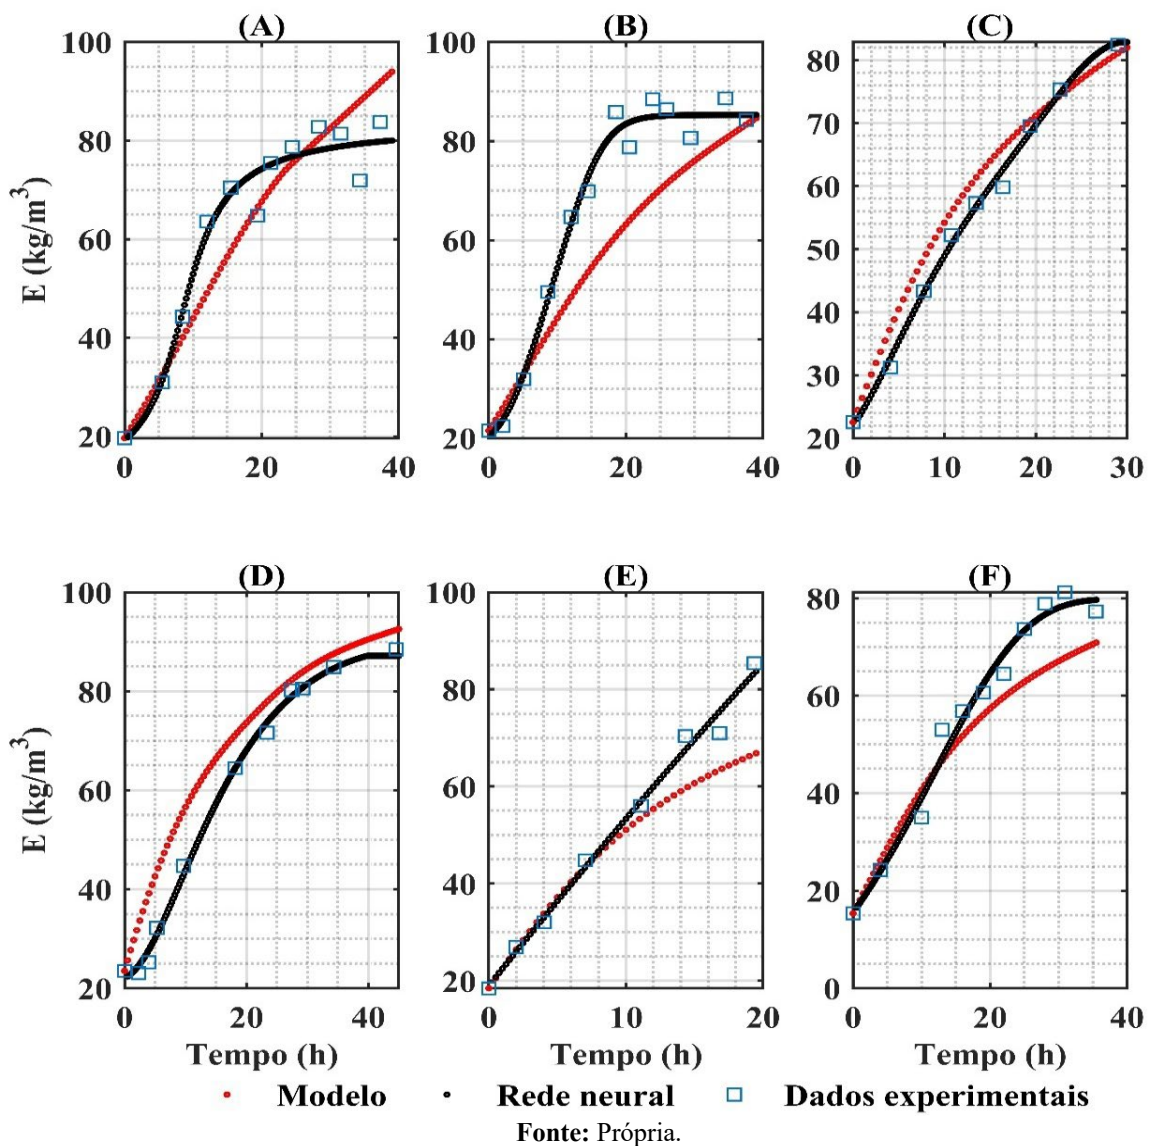 (A) (B) (C)
100 100
80 80 80
70
60 60 60
50
40 40 40
30
20 20 20
0 20 40 0 20 40 0 10 20 30
E (kg/m³)
(D) (E) (F)
100 100
80 80 80
60 60 60
40 40 40
20 20 20
0
0 20 40 0 10 20 0 20 40
E (kg/m³)
Tempo (h) Tempo (h) Tempo (h)
Modelo Rede neural Dados experimentais
Fonte: Própria.